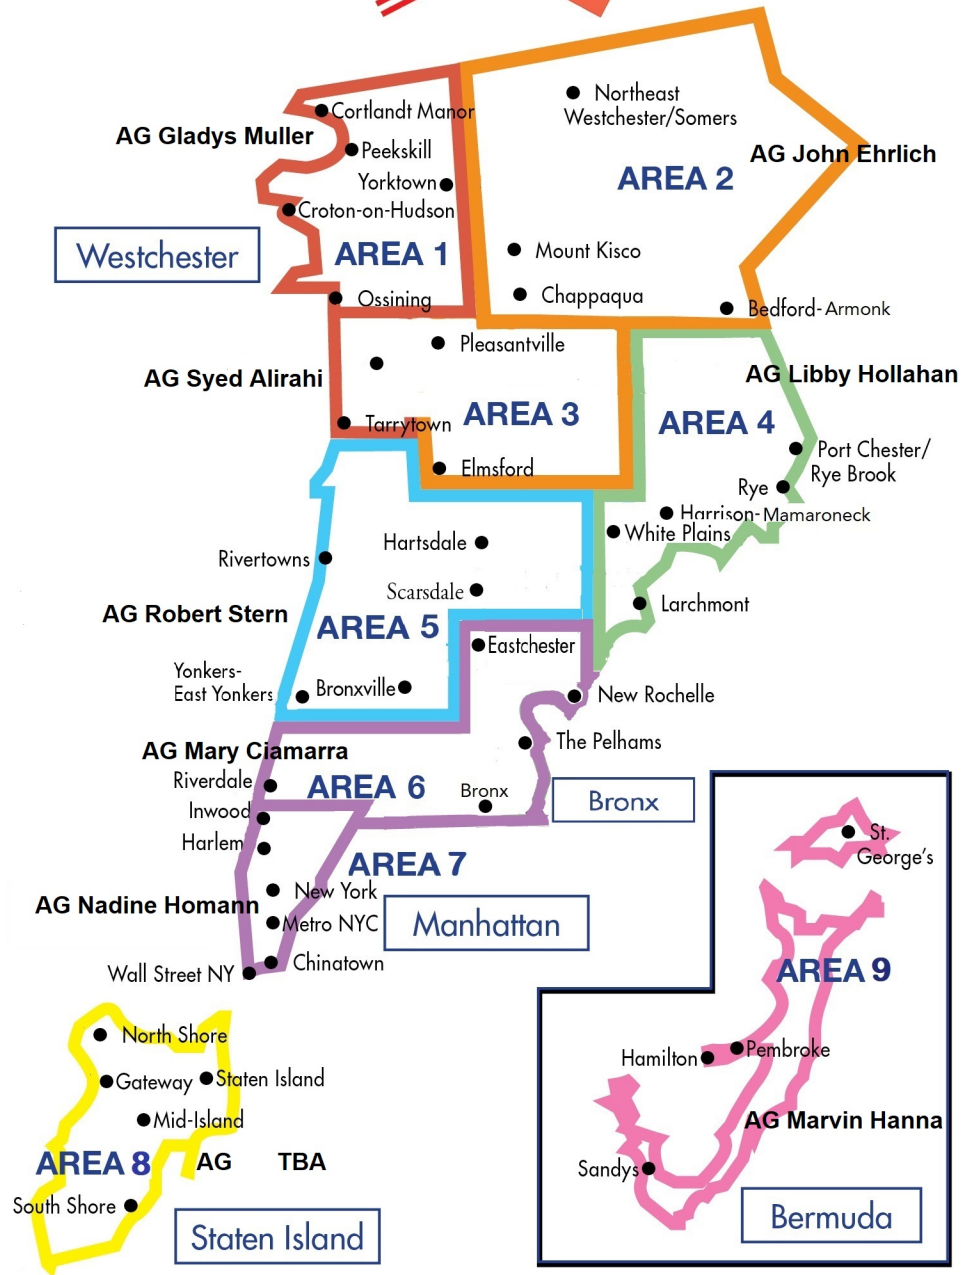 Northeast
Westchester/Somers
Cortlandt Manor
AG Gladys Muller
Peekskill
AG John Ehrlich
Yorktown
AREA 2
Croton-on-Hudson
Westchester
AREA 1
Mount Kisco
Ossining
Chappaqua
Bedford-Armonk
Pleasantville
AG Syed Alirahi
AG Libby Hollahan
AREA 3
AREA 4
Tarrytown
Port Chester/
Rye Brook
Elmsford
Rye
Harrison-Mamaroneck
White Plains
Hartsdale
Rivertowns
Scarsdale
Larchmont
AG Robert Stern
AREA 5
Eastchester
Yonkers-
East Yonkers
Bronxville
New Rochelle
AG Mary Ciamarra
The Pelhams
Riverdale
AREA 6
Bronx
Bronx
Inwood
Harlem
AREA 7
New York
AG Nadine Homann
Metro NYC
Manhattan
Chinatown
Wall Street NY
St.
George's
AREA 9
North Shore
Hamilton
Pembroke
Gateway
Staten Island
Mid-Island
AG Marvin Hanna
AREA 8
AG TBA
Sandys
South Shore
Staten Island
Bermuda